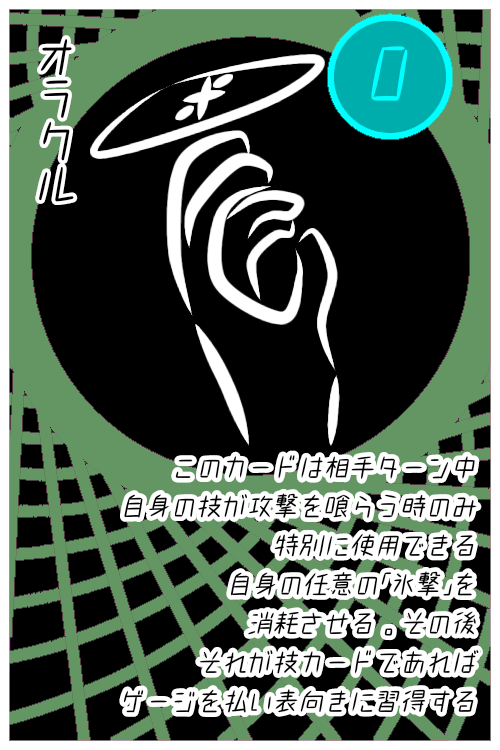 オラクル
0
このカードは相手ターン中
自身の技が攻撃を喰らう時のみ
特別に使用できる
自身の任意の「氷撃」を
消耗させる。その後
それが技カードであれば
ゲージを払い表向きに習得する